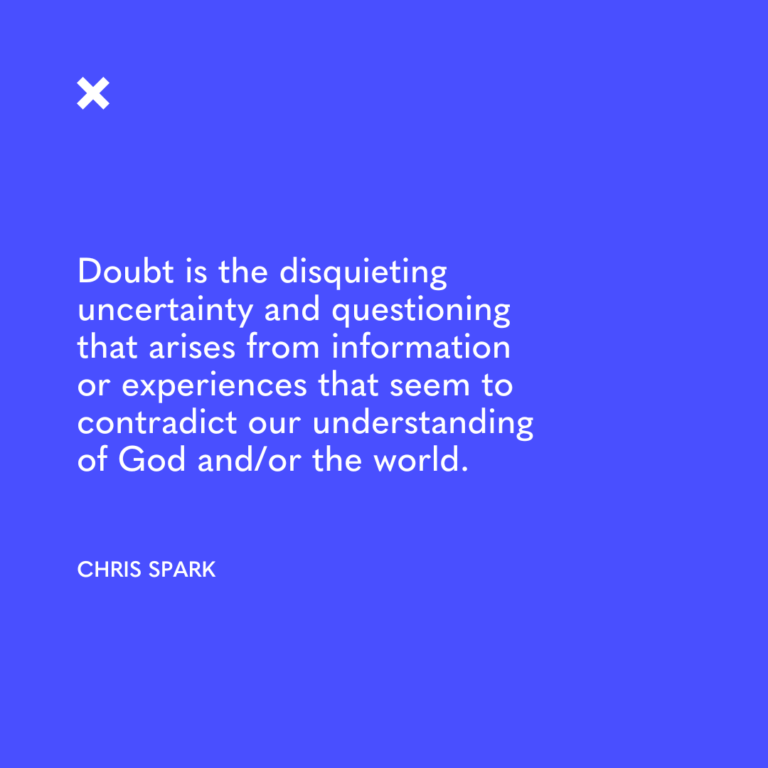 Doubt is the disquieting
uncertainty and questioning
that arises from information
or experiences that seem to
contradict our understanding
of God and/or the world.
CHRIS SPARK